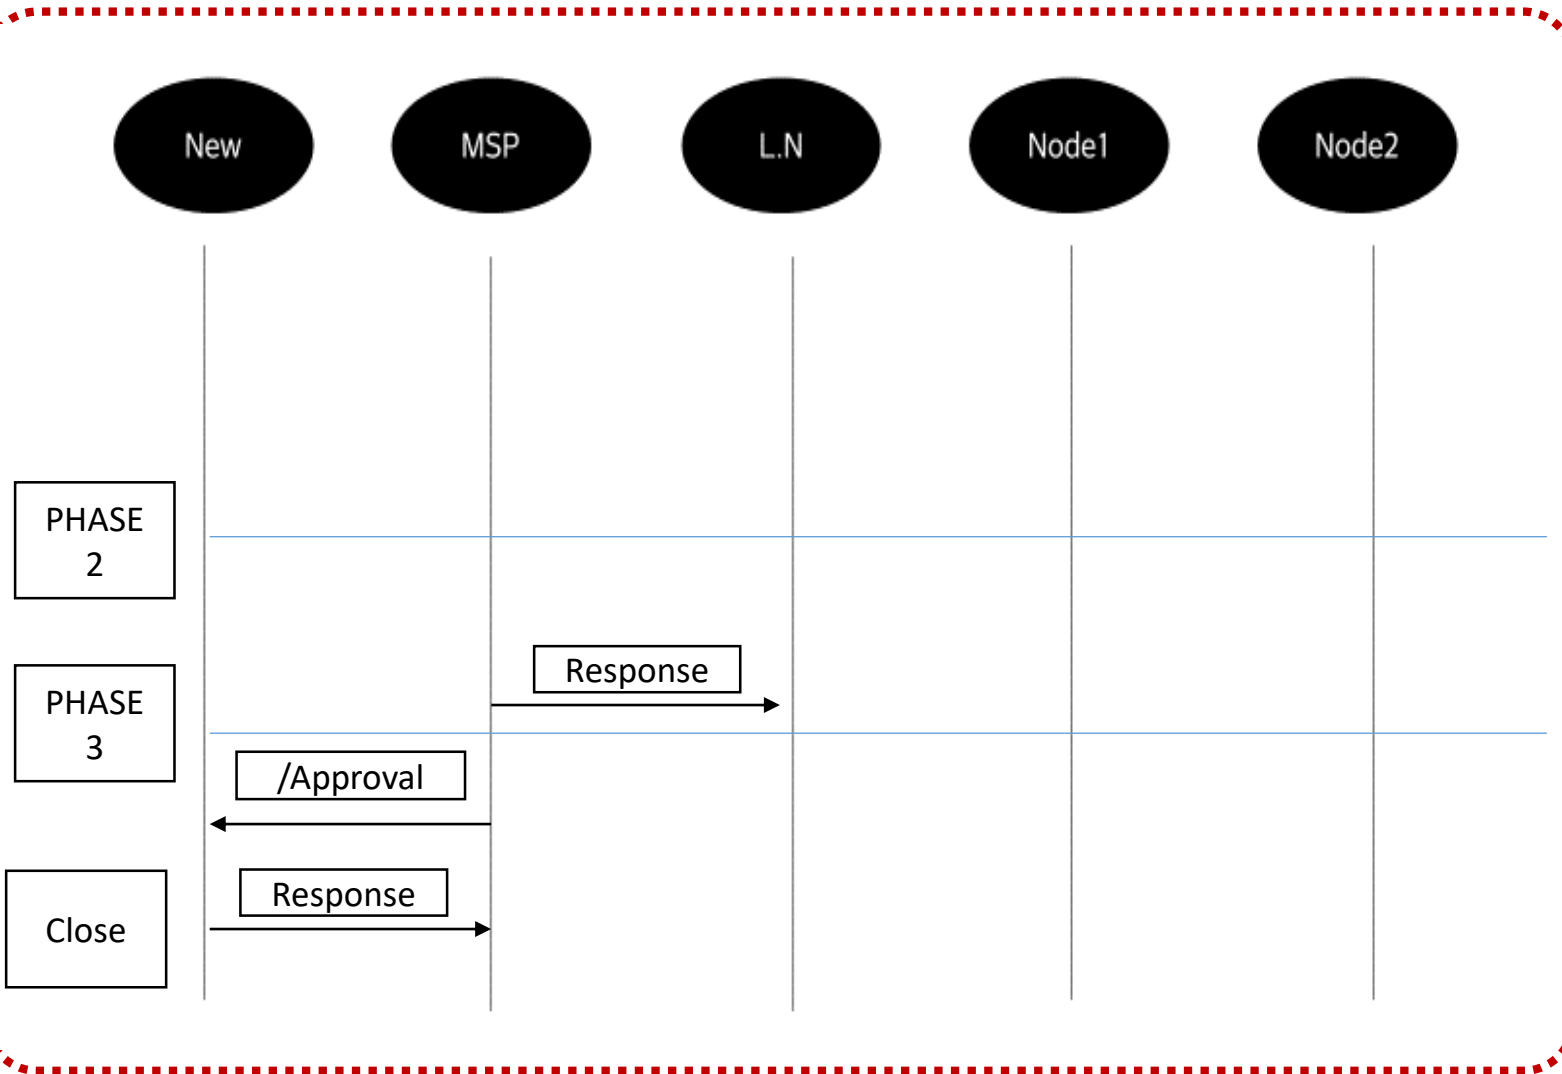 New
MSP
L.N
Node1
Node2
PHASE
2
Response
PHASE
3
/Approval
Response
Close